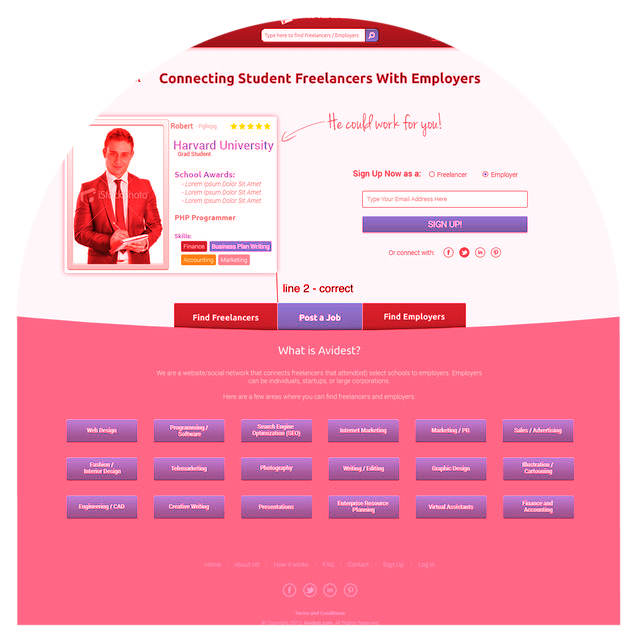 Type here to find Freelancers / Employers
Connecting Student Freelancers With Employers
Robert
Harvard University
Grad Student
School Awards:
- Lorem Ipsum Dolor Sit Amet
- Lorem Ipsum Dolor Sit Amet
- Lorem Ipsum Dolor Sit Amet
PHP Programmer
Skills:
Finance Business Plan Writing
Accounting Marketing
iStockphoto
He could work for you!
Sign Up Now as a: Freelancer Employer
Type Your Email Address Here
SIGN UP!
Or connect with:
line 2 - correct
Find Freelancers Post a Job Find Employers
What is Avidest?
We are a website/social network that connects freelancers that attend(ed) select schools to employers. Employers
can be individuals, startups, or large corporations.
Here are a few areas where you can find freelancers and employers:
Web Design
Programming /
Software
Search Engine
Optimization (SEO)
Internet Marketing
Marketing / PR
Sales / Advertising
Fashion /
Interior Design
Telemarketing
Photography
Writing / Editing
Graphic Design
Illustration /
Cartooning
Engineering / CAD
Creative Writing
Presentations
Enterprise Resource
Planning
Virtual Assistants
Finance and
Accounting
Home | About US | How it works | FAQ | Contact | Sign Up | Log In
Terms and Conditions
© Copyright 2013. Avidest.com. All Rights Reserved